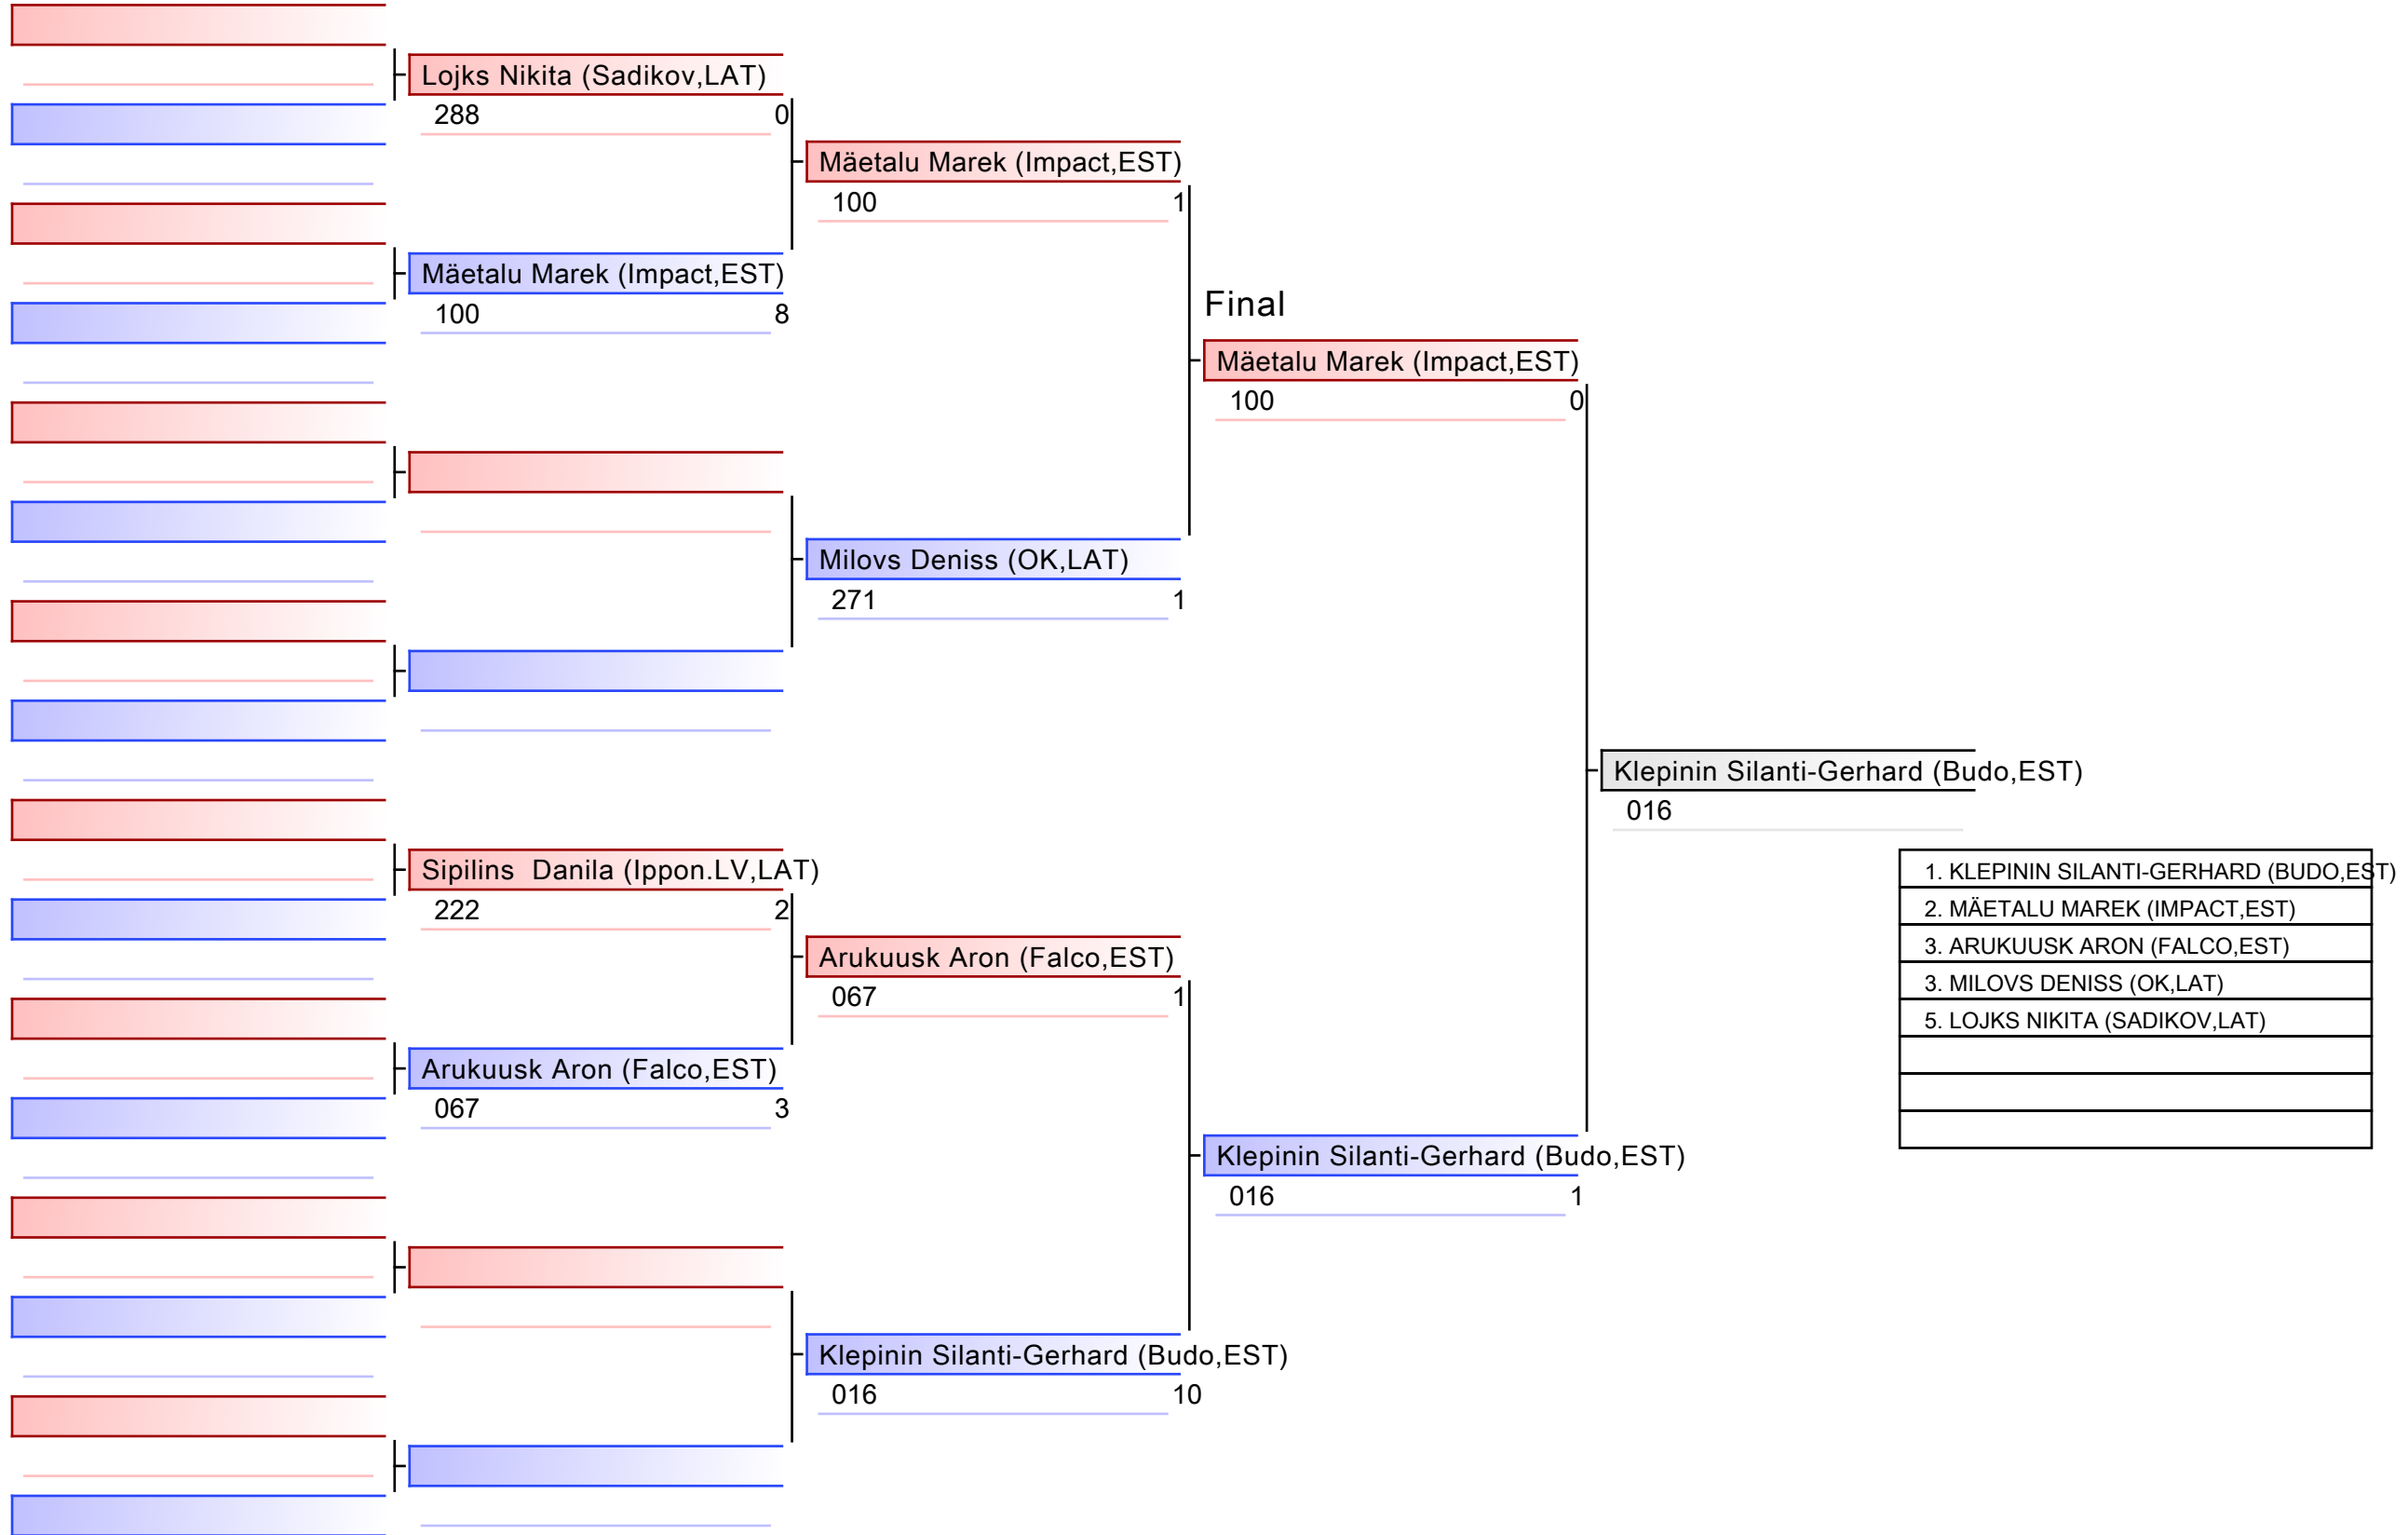 Lojks Nikita (Sadikov,LAT)
288 0
Mäetalu Marek (Impact,EST)
100 8
Sipilins  Danila (Ippon.LV,LAT)
222 2
Arukuusk Aron (Falco,EST)
067 3
Mäetalu Marek (Impact,EST)
100 1
Milovs Deniss (OK,LAT)
271 1
Arukuusk Aron (Falco,EST)
067 1
Klepinin Silanti-Gerhard (Budo,EST)
016 10
Final
Mäetalu Marek (Impact,EST)
100 0
Klepinin Silanti-Gerhard (Budo,EST)
016 1
Klepinin Silanti-Gerhard (Budo,EST)
016
1. KLEPININ SILANTI-GERHARD (BUDO,EST)
2. MÄETALU MAREK (IMPACT,EST)
3. ARUKUUSK ARON (FALCO,EST)
3. MILOVS DENISS (OK,LAT)
5. LOJKS NIKITA (SADIKOV,LAT)